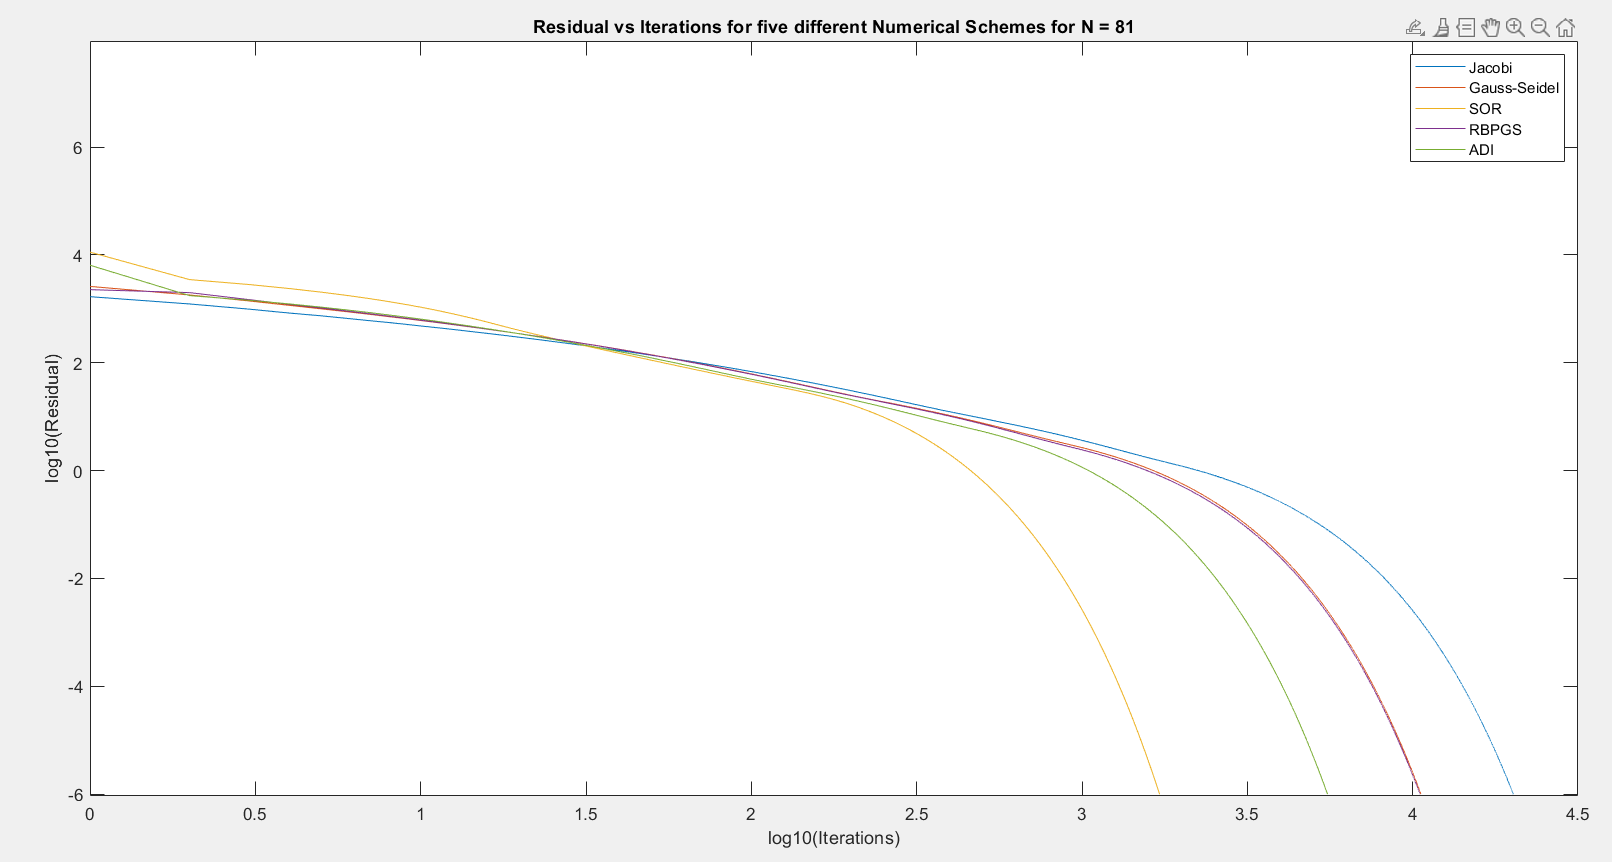 Residual vs Iterations for five different Numerical Schemes for N = 81
Jacobi
Gauss-Seidel
SOR
RBPGS
ADI
6
4
2
0
-2
-4
-6
log10(Residual)
0 0.5 1 1.5 2 2.5 3 3.5 4 4.5
log10(Iterations)